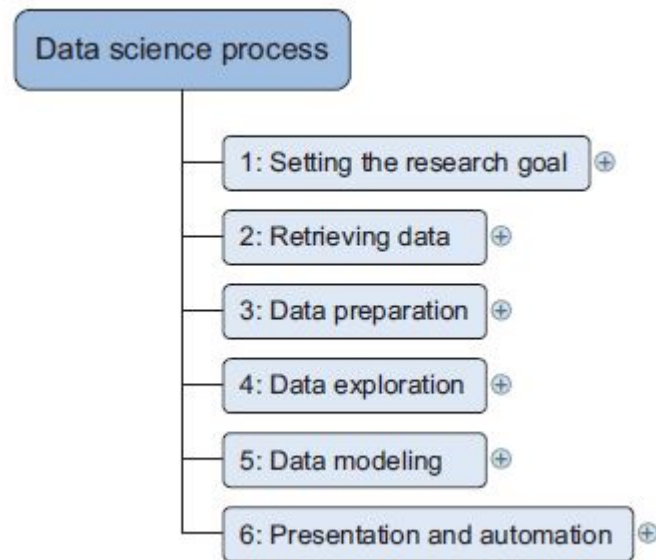 Data science process
1: Setting the research goal
2: Retrieving data
3: Data preparation
4: Data exploration
5: Data modeling
6: Presentation and automation